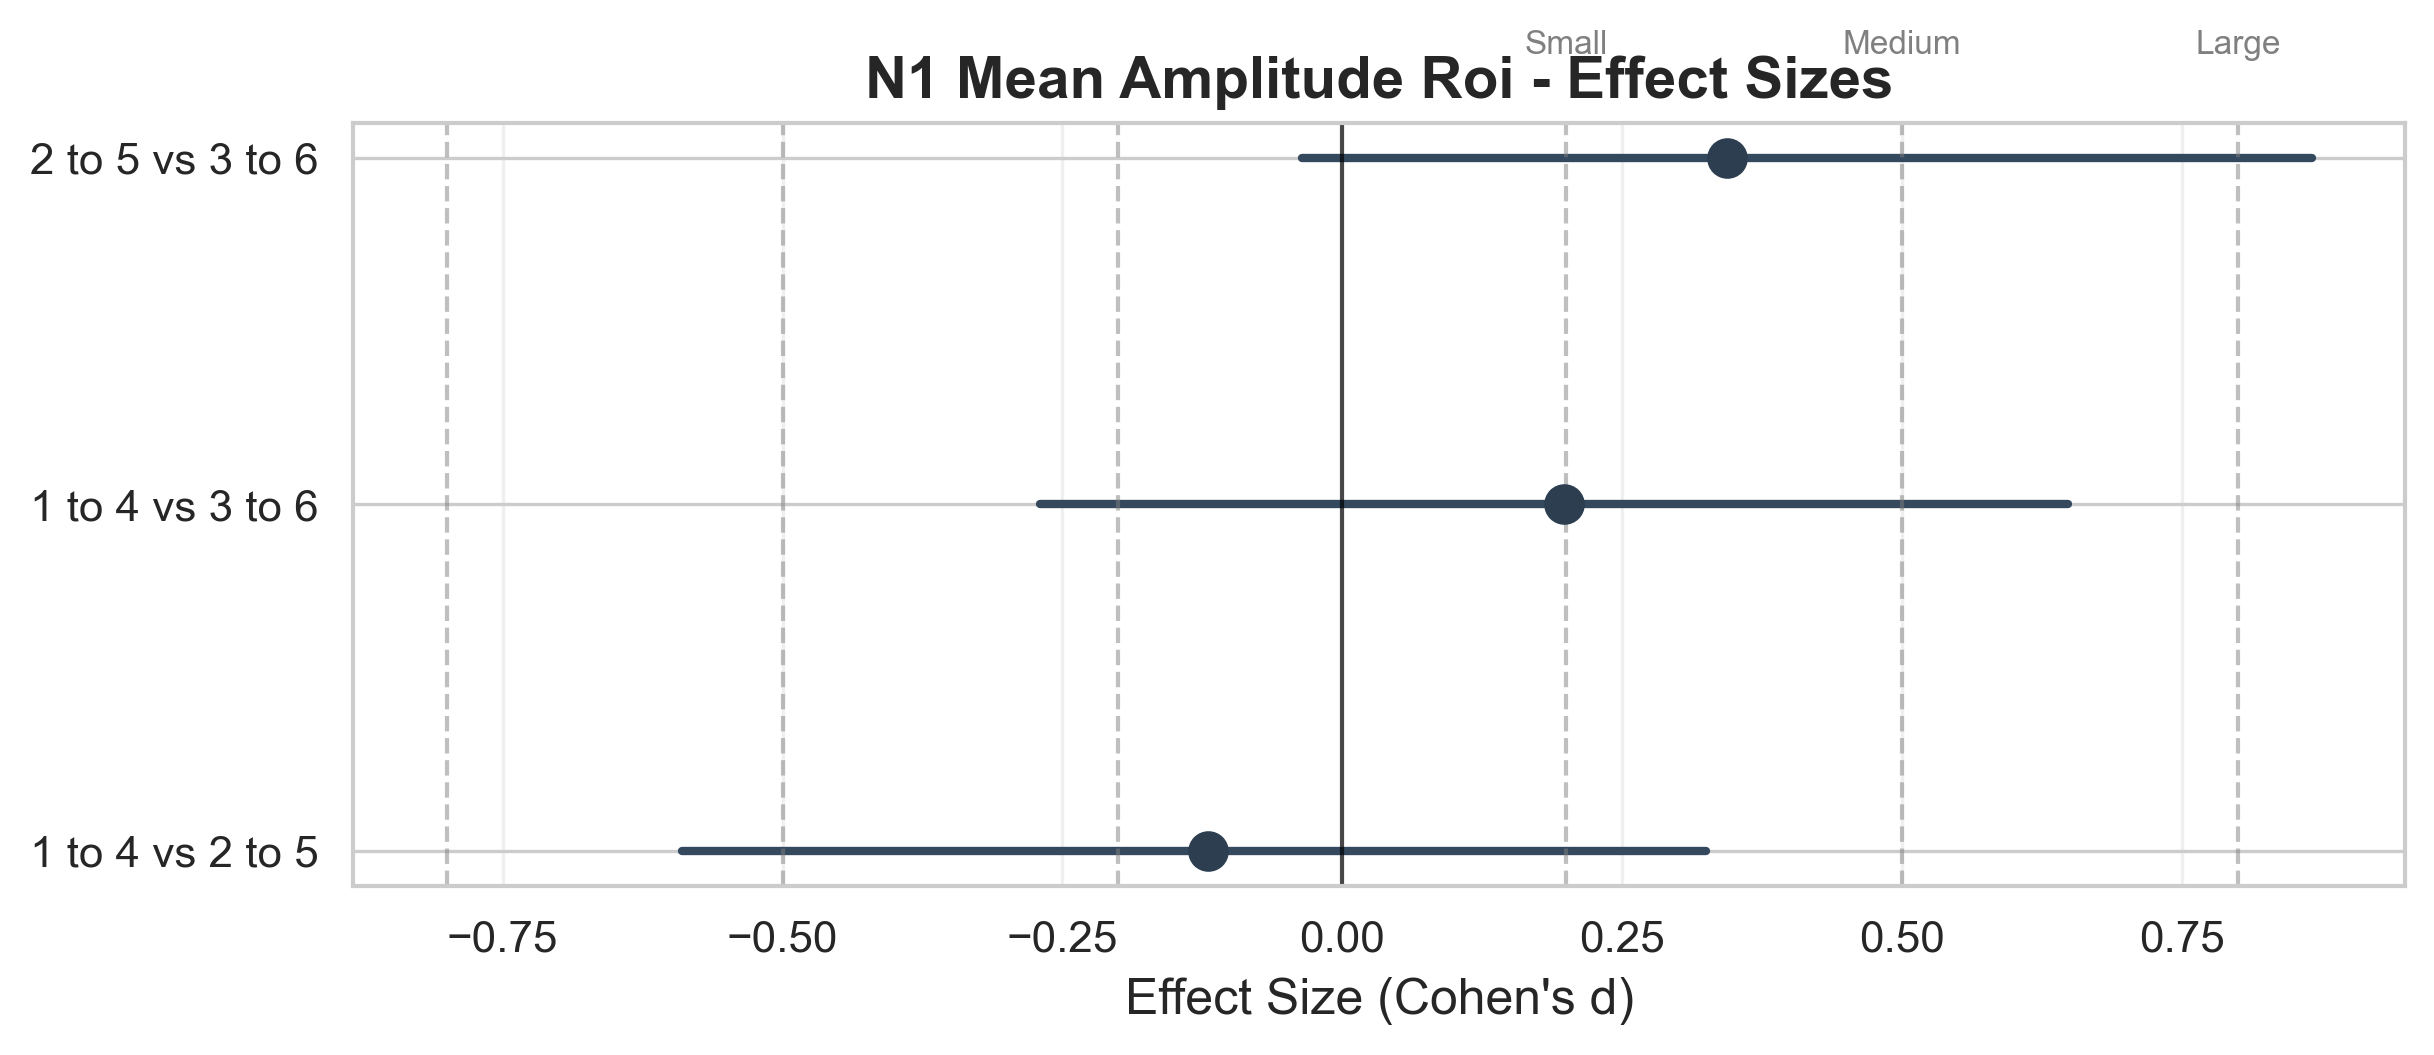 Small Medium Large
N1 Mean Amplitude Roi - Effect Sizes
2 to 5 vs 3 to 6
1 to 4 vs 3 to 6
1 to 4 vs 2 to 5
−0.75 −0.50 −0.25 0.00 0.25 0.50 0.75
Effect Size (Cohen's d)